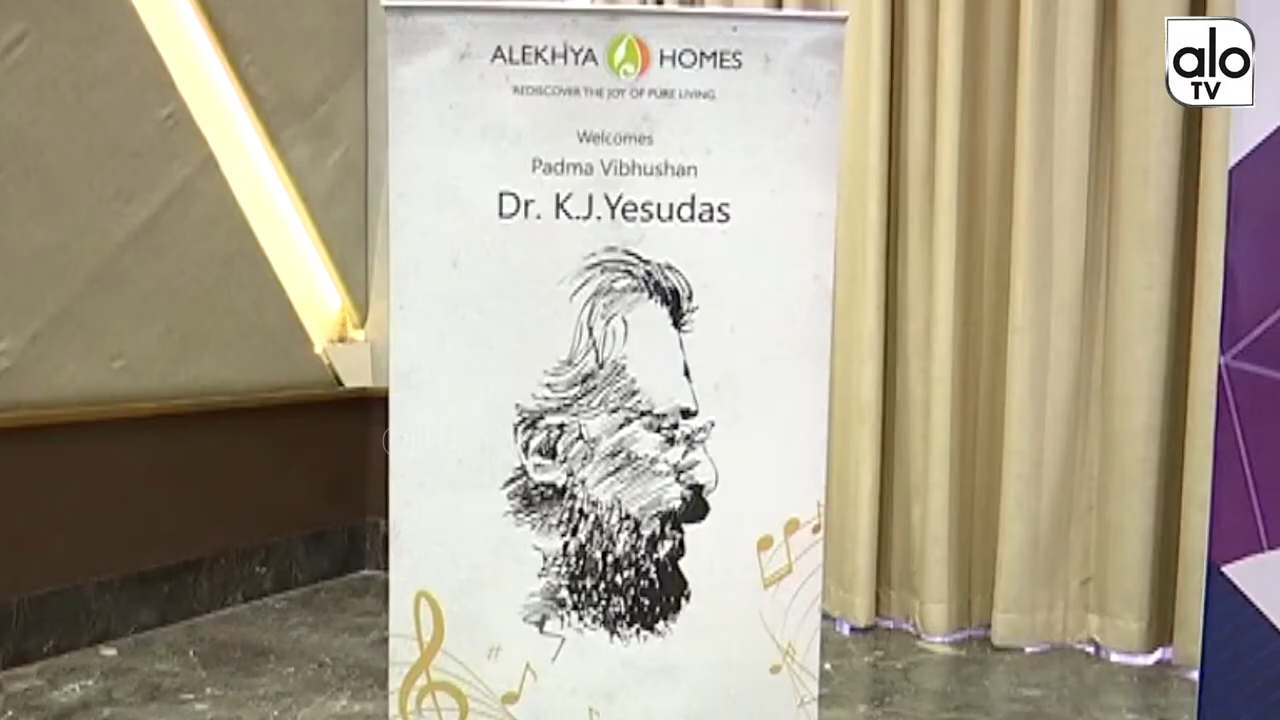 ALEKHYA HOMES
REDISCOVER THE JOY OF PURE LIVING
Welcomes
Padma Vibhushan
Dr. K.J.Yesudas
alo
TV